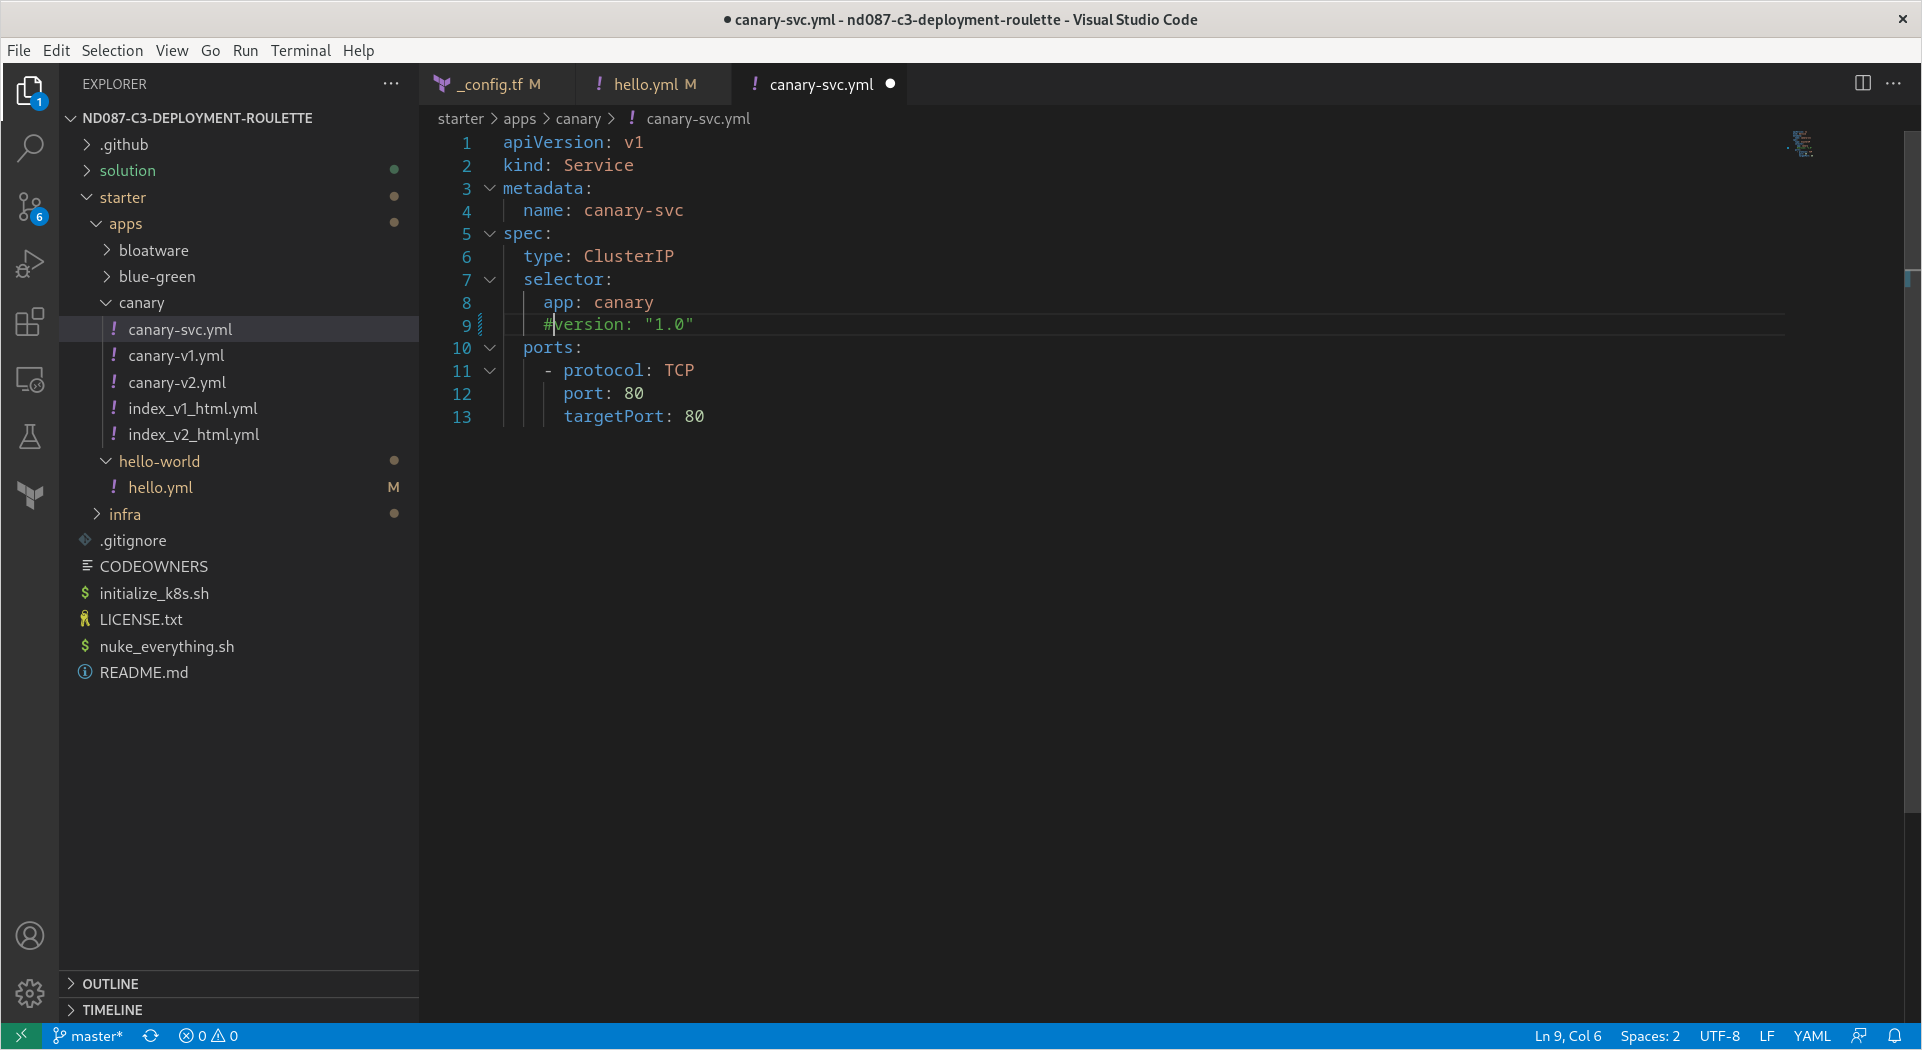 ● canary-svc.yml - nd087-c3-deployment-roulette - Visual Studio Code
File Edit Selection View Go Run Terminal Help
EXPLORER
ND087-C3-DEPLOYMENT-ROULETTE
.github
solution
starter
apps
bloatware
blue-green
canary
! canary-svc.yml
! canary-v1.yml
! canary-v2.yml
! index_v1_html.yml
! index_v2_html.yml
hello-world
! hello.yml M
infra
.gitignore
CODEOWNERS
$ initialize_k8s.sh
LICENSE.txt
$ nuke_everything.sh
README.md
OUTLINE
TIMELINE
1
6
_config.tf M
! hello.yml M
! canary-svc.yml
starter > apps > canary > ! canary-svc.yml
1 apiVersion: v1
2 kind: Service
3 metadata:
4 name: canary-svc
5 spec:
6 type: ClusterIP
7 selector:
8 app: canary
9 #version: "1.0"
10 ports:
11 - protocol: TCP
12 port: 80
13 targetPort: 80
master* 0 0
Ln 9, Col 6 Spaces: 2 UTF-8 LF YAML